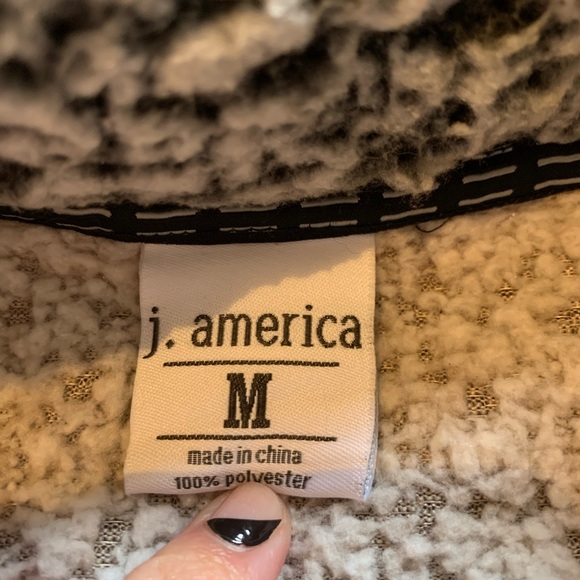 j. america
M
made in china
100% polyester